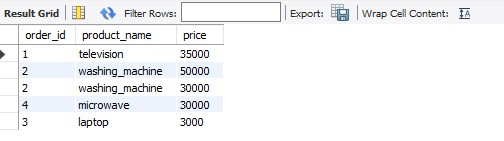 Result Grid Filter Rows: Export: Wrap Cell Content: IA
order_id product_name price
1 television 35000
2 washing_machine 50000
2 washing_machine 30000
4 microwave 30000
3 laptop 3000